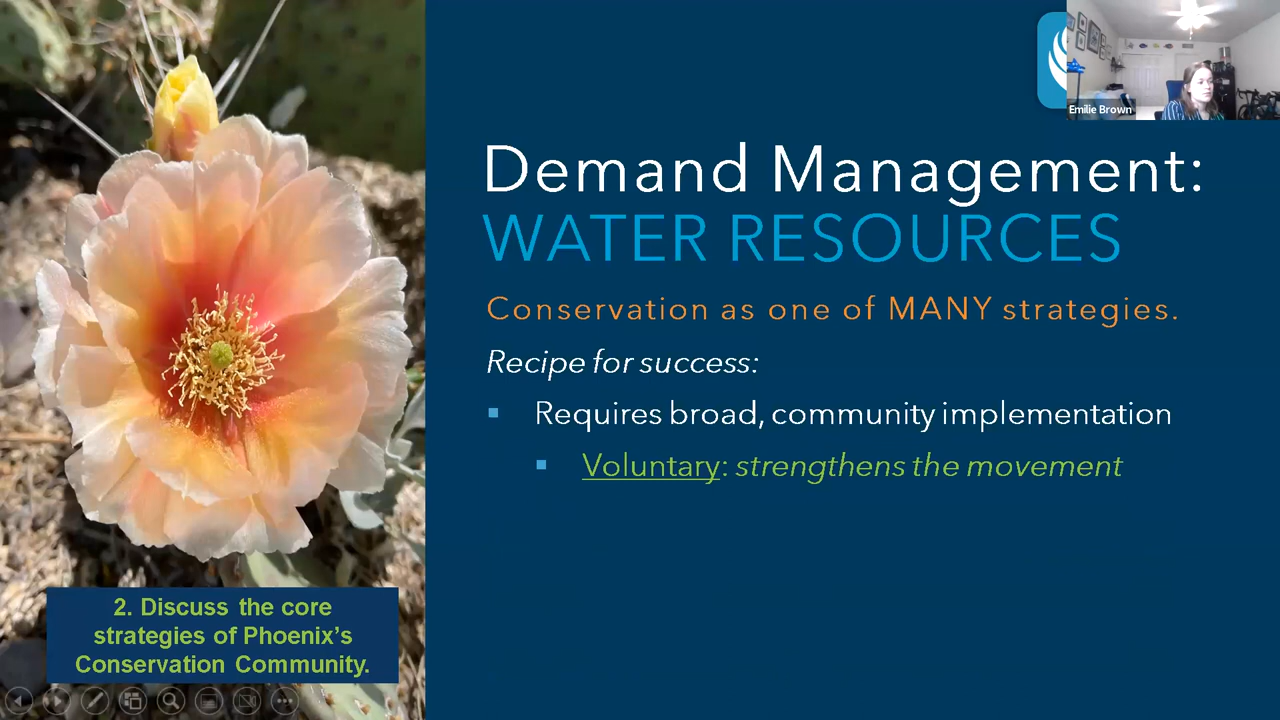 Emilie Brown
Demand Management:
WATER RESOURCES
Conservation as one of MANY strategies.
Recipe for success:
Requires broad, community implementation
Voluntary: strengthens the movement
2. Discuss the core
strategies of Phoenix’s
Conservation Community.